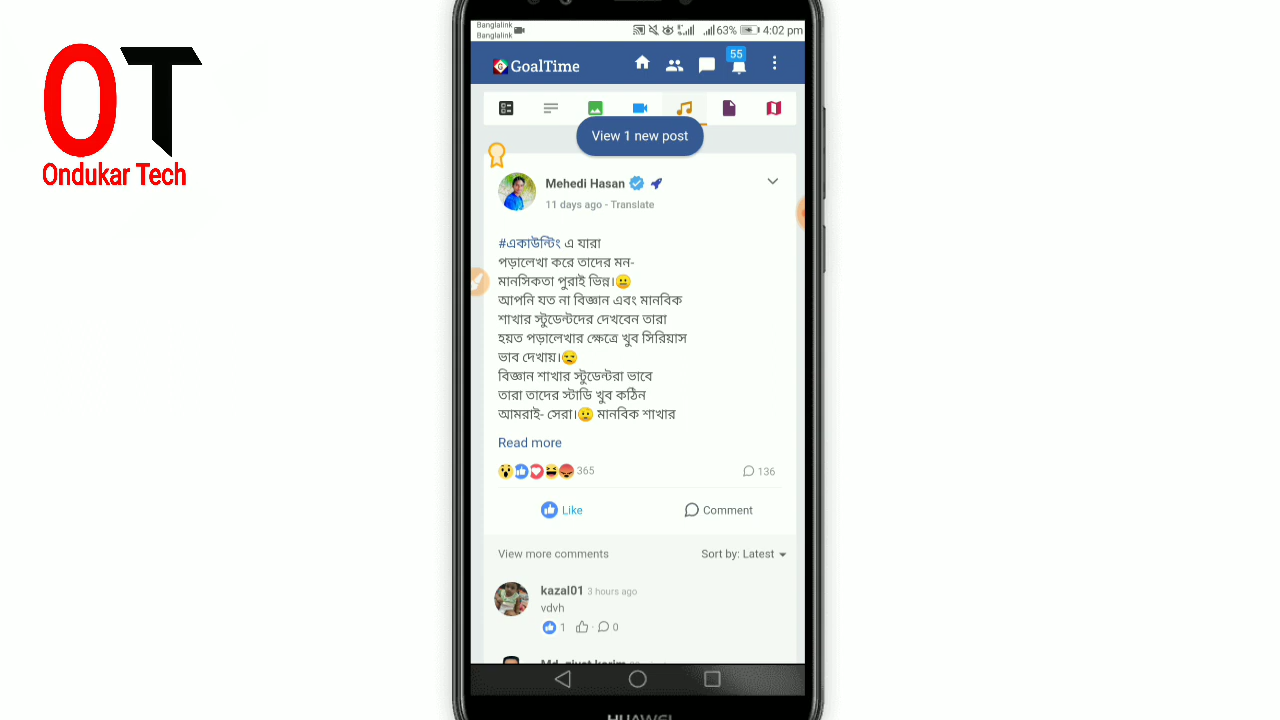 OT
Ondukar Tech
Banglalink
Banglalink
63% 4:02 pm
GoalTime
55
View 1 new post
Mehedi Hasan
11 days ago - Translate
#একাউন্টিং এ যারা
পড়ালেখা করে তাদের মন-
মানসিকতা পুরাই ভিন্ন।😐
আপনি যত না বিজ্ঞান এবং মানবিক
শাখার স্টুডেন্টদের দেখবেন তারা
হয়ত পড়ালেখার ক্ষেত্রে খুব সিরিয়াস
ভাব দেখায়।😪
বিজ্ঞান শাখার স্টুডেন্টরা ভাবে
তারা তাদের স্টাডি খুব কঠিন
আমরাই- সেরা।🙂 মানবিক শাখার
Read more
365
136
Like
Comment
View more comments
Sort by: Latest
kazal01 3 hours ago
vdvh
1 · 0
HUAWEI